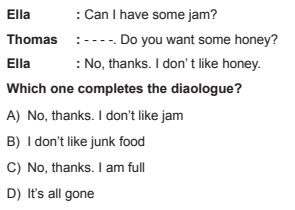 Ella : Can I have some jam?
Thomas : - - - -. Do you want some honey?
Ella : No, thanks. I don' t like honey.
Which one completes the diaologue?
A) No, thanks. I don't like jam
B) I don't like junk food
C) No, thanks. I am full
D) It's all gone